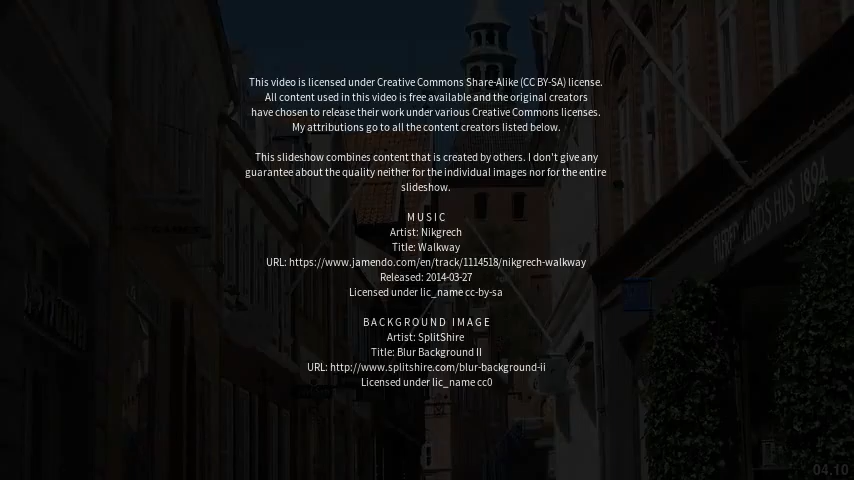 This video is licensed under Creative Commons Share-Alike (CC BY-SA) license.
All content used in this video is free available and the original creators
have chosen to release their work under various Creative Commons licenses.
My attributions go to all the content creators listed below.
This slideshow combines content that is created by others. I don't give any
guarantee about the quality neither for the individual images nor for the entire
slideshow.
MUSIC
Artist: Nikgrech
Title: Walkway
URL: https://www.jamendo.com/en/track/1114518/nikgrech-walkway
Released: 2014-03-27
Licensed under lic_name cc-by-sa
BACKGROUND IMAGE
Artist: SplitShire
Title: Blur Background II
URL: http://www.splitshire.com/blur-background-ii
Licensed under lic_name cc0
HUS 1894
04.10